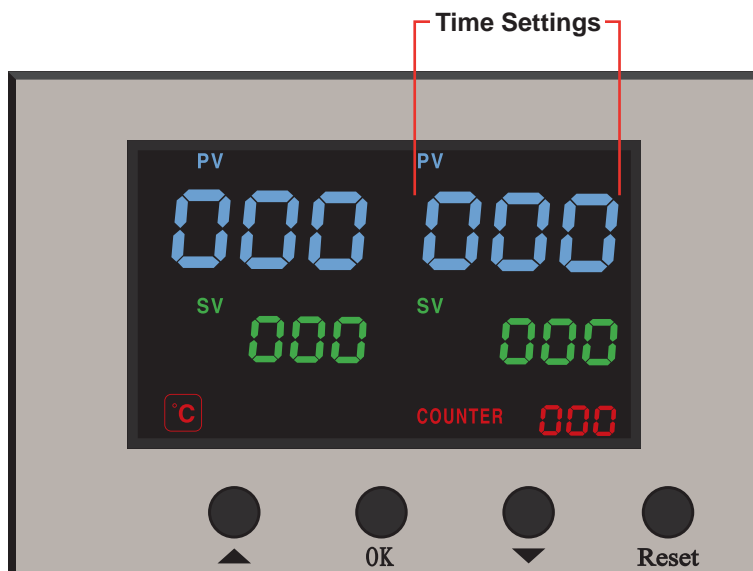 Time Settings
PV PV
000 000
SV SV
000 000
°C COUNTER 000
OK Reset